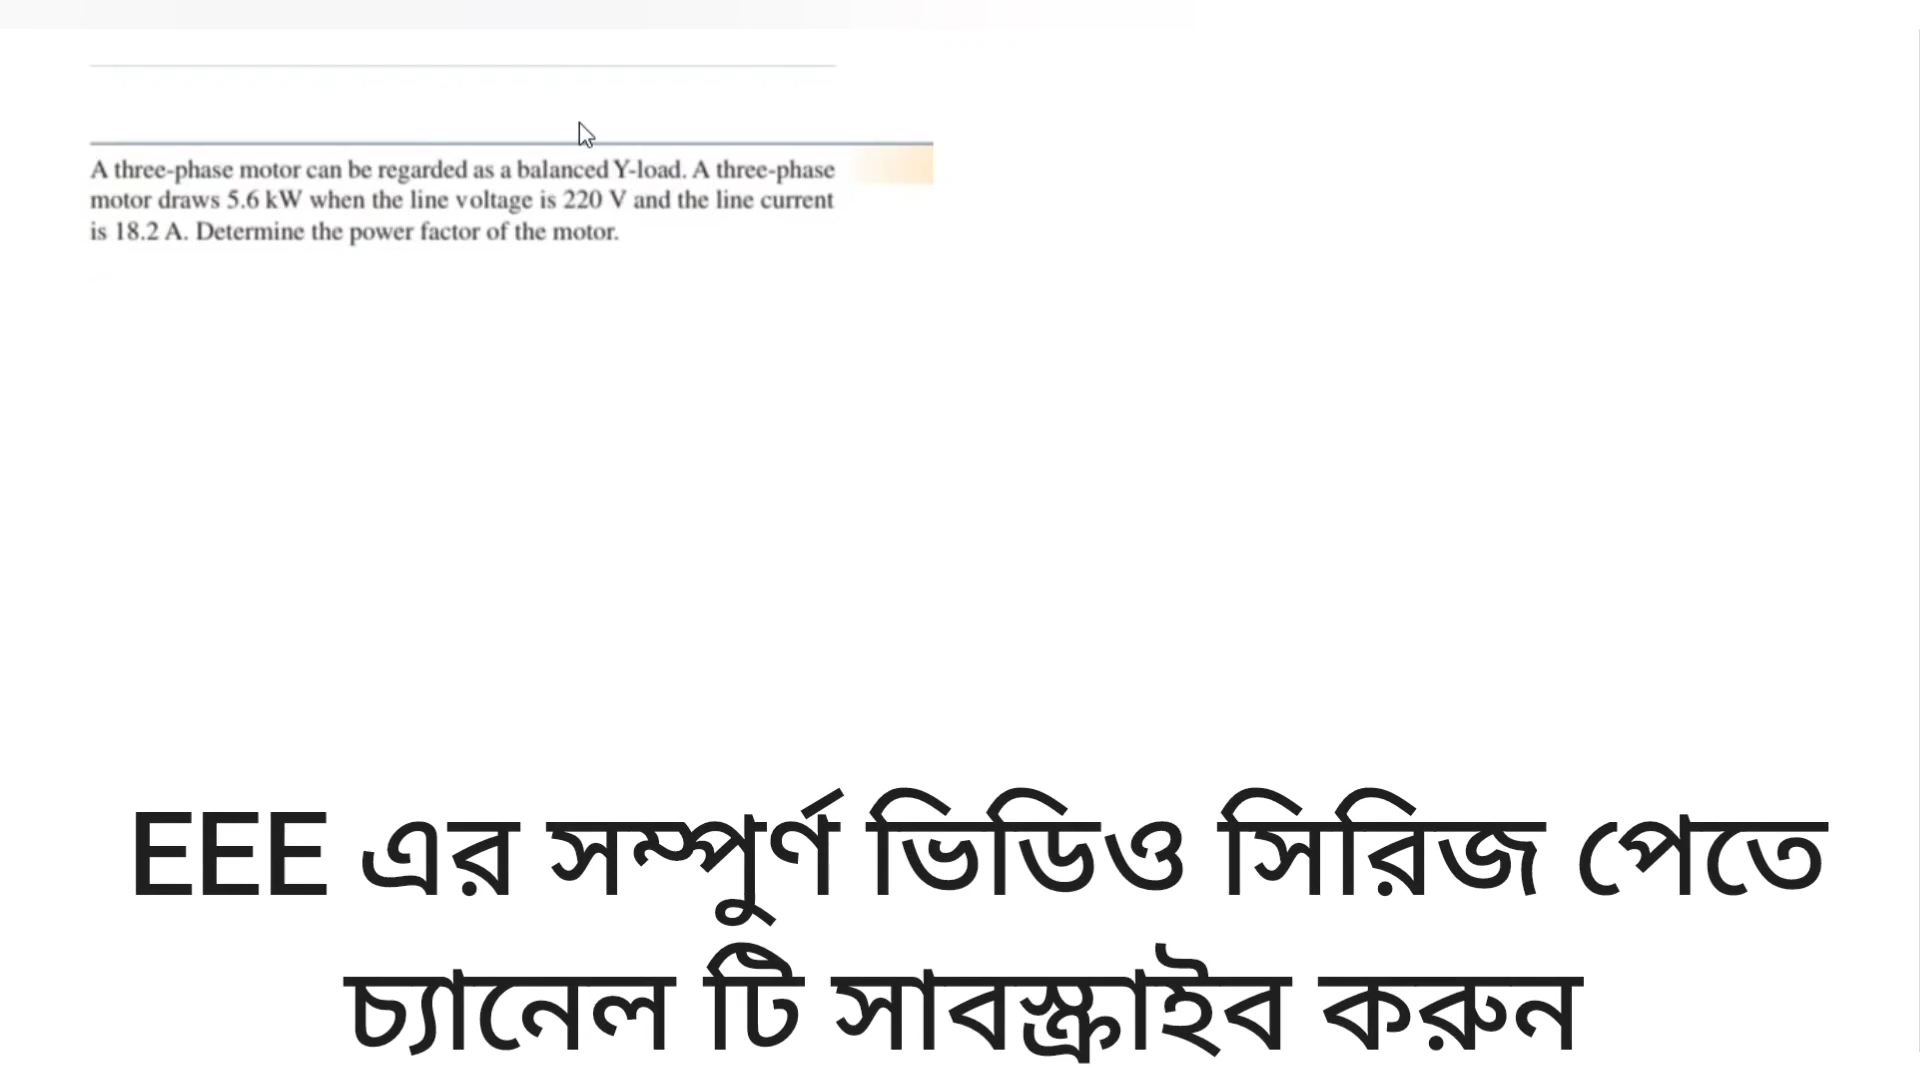 A three-phase motor can be regarded as a balanced Y-load. A three-phase
motor draws 5.6 kW when the line voltage is 220 V and the line current
is 18.2 A. Determine the power factor of the motor.
EEE এর সম্পুর্ণ ভিডিও সিরিজ পেতে
চ্যানেল টি সাবস্ক্রাইব করুন